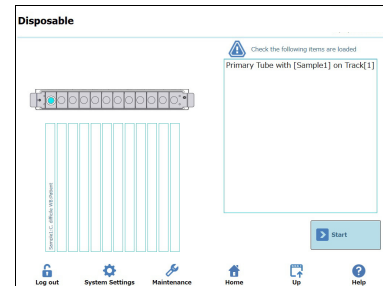 Disposable
Check the following items are loaded
Primary Tube with [Sample1] on Track[1]
Start
Log out
System Settings
Maintenance
Home
Up
Help